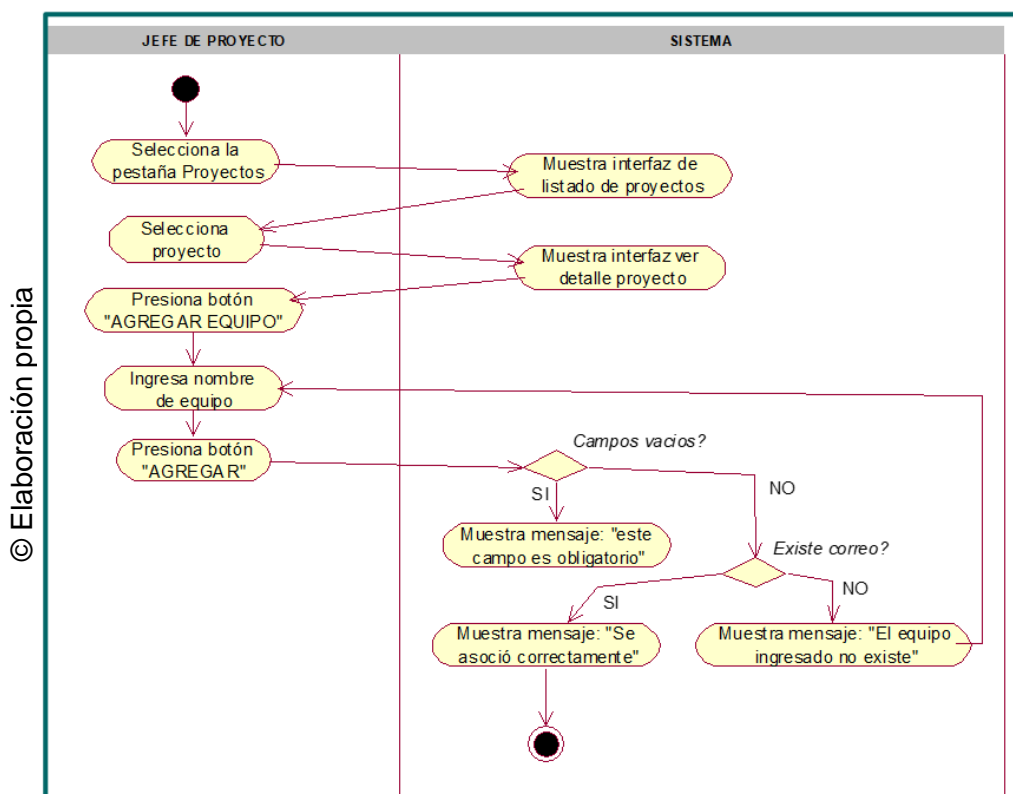 JEFE DE PROYECTO
SISTEMA
Selecciona la
pestaña Proyectos
Muestra interfaz de
listado de proyectos
Selecciona
proyecto
Muestra interfaz ver
detalle proyecto
Presiona botón
"AGREGAR EQUIPO"
Ingresa nombre
de equipo
Presiona botón
"AGREGAR"
Campos vacios?
SI
NO
Muestra mensaje: "este
campo es obligatorio"
Existe correo?
SI
NO
Muestra mensaje: "Se
asoció correctamente"
Muestra mensaje: "El equipo
ingresado no existe"
© Elaboración propia